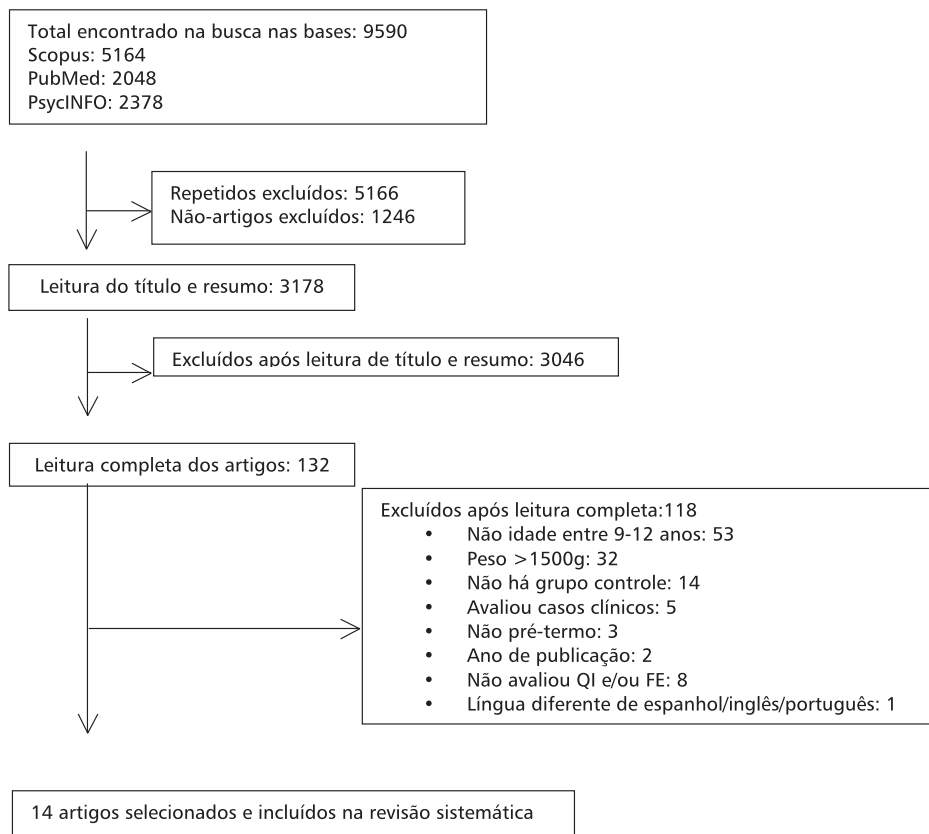 Total encontrado na busca nas bases: 9590
Scopus: 5164
PubMed: 2048
PsycINFO: 2378
Repetidos excluídos: 5166
Não-artigos excluídos: 1246
Leitura do título e resumo: 3178
Excluídos após leitura de título e resumo: 3046
Leitura completa dos artigos: 132
Excluídos após leitura completa:118
• Não idade entre 9-12 anos: 53
• Peso >1500g: 32
• Não há grupo controle: 14
• Avaliou casos clínicos: 5
• Não pré-termo: 3
• Ano de publicação: 2
• Não avaliou QI e/ou FE: 8
• Língua diferente de espanhol/inglês/português: 1
14 artigos selecionados e incluídos na revisão sistemática